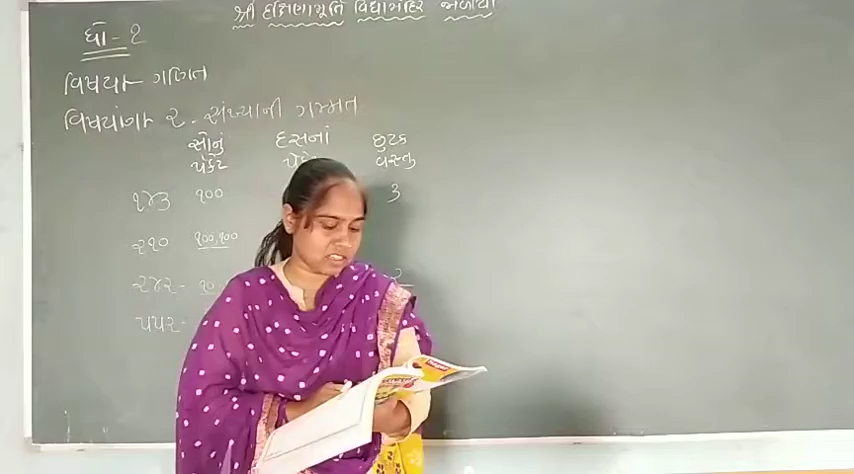 શ્રી દક્ષિણામૂર્તિ વિદ્યામંદિર
ધો - ૨
વિષય - ગણિત
વિષયાંગ - ૨. સંખ્યાની ગમ્મત
સોનું દસનાં છુટક
પેકેટ વસ્તુ
૧૪૩ ૧૦૦ ૩
૨૧૦ ૧૦૦,૧૦૦
૨૪૨ - ૨
૫૫૨ -